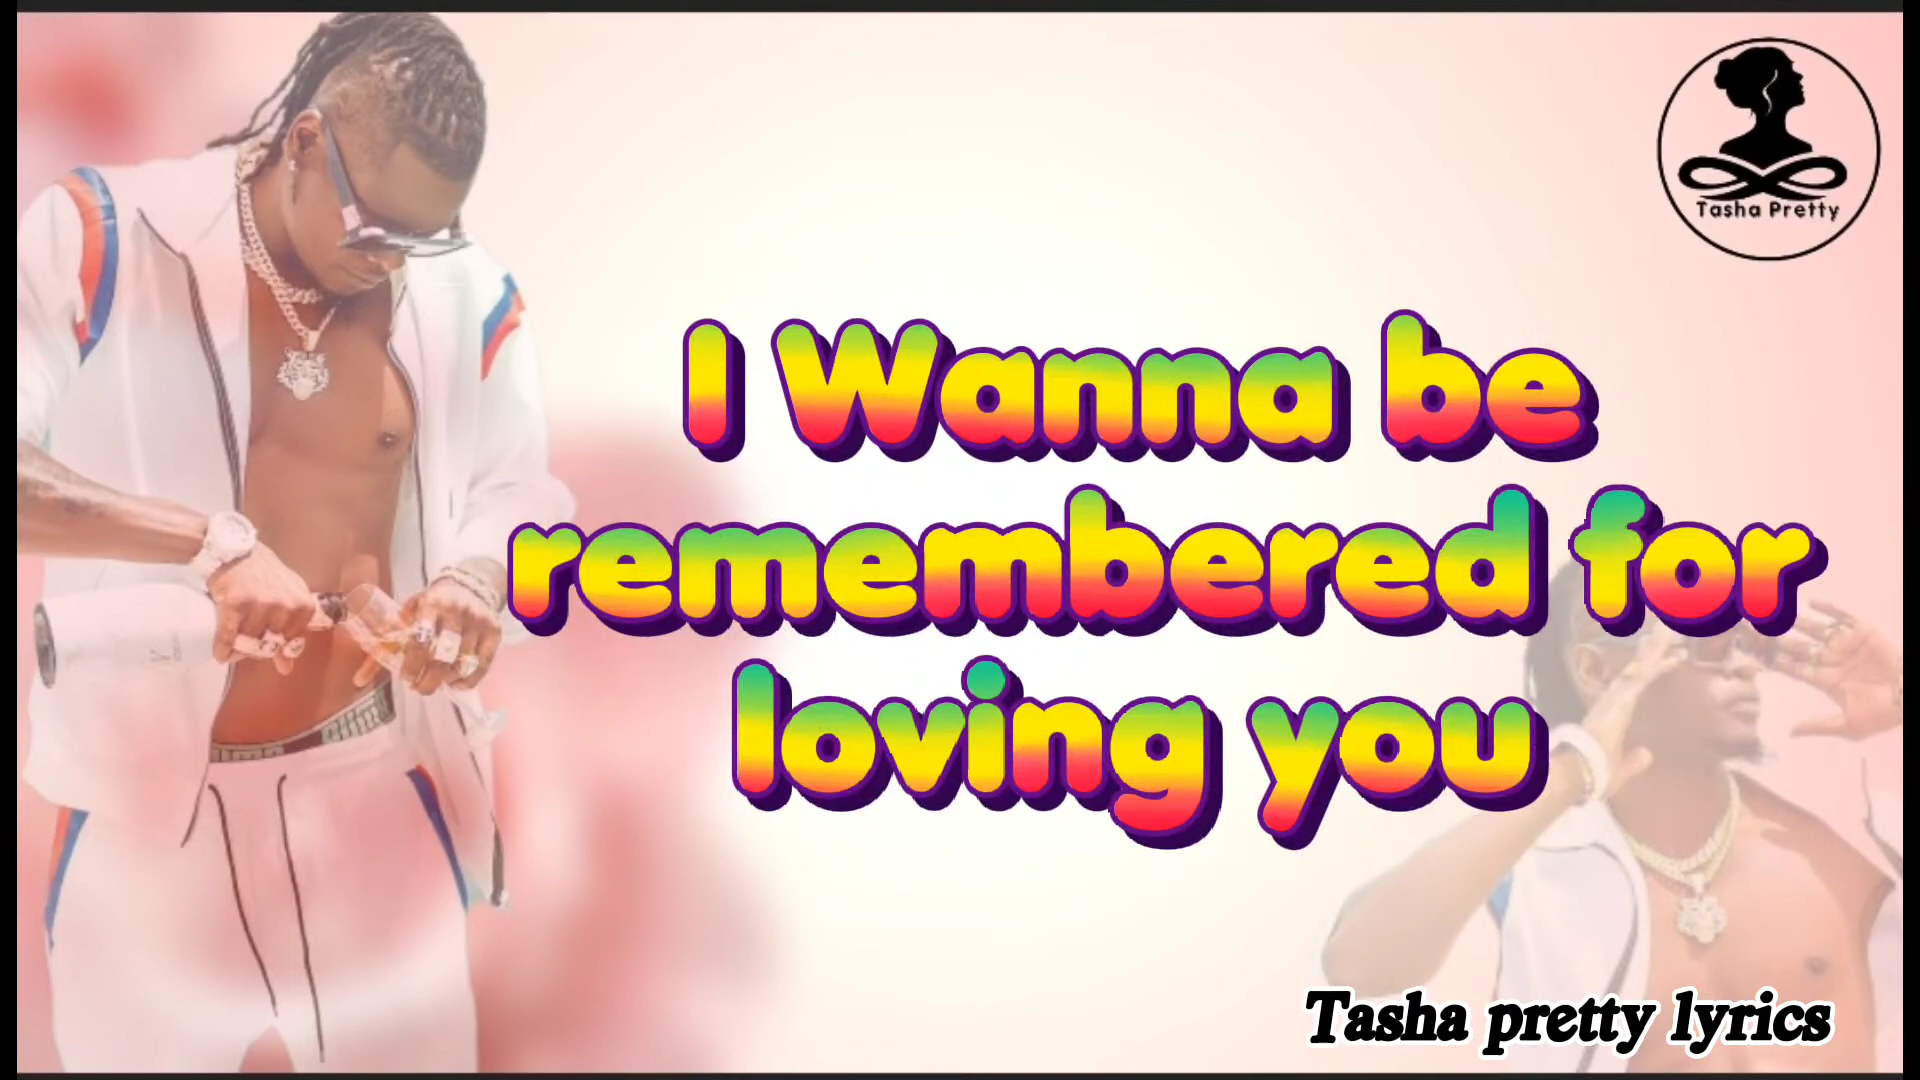 Tasha Pretty
I Wanna be
remembered for
loving you
Tasha pretty lyrics